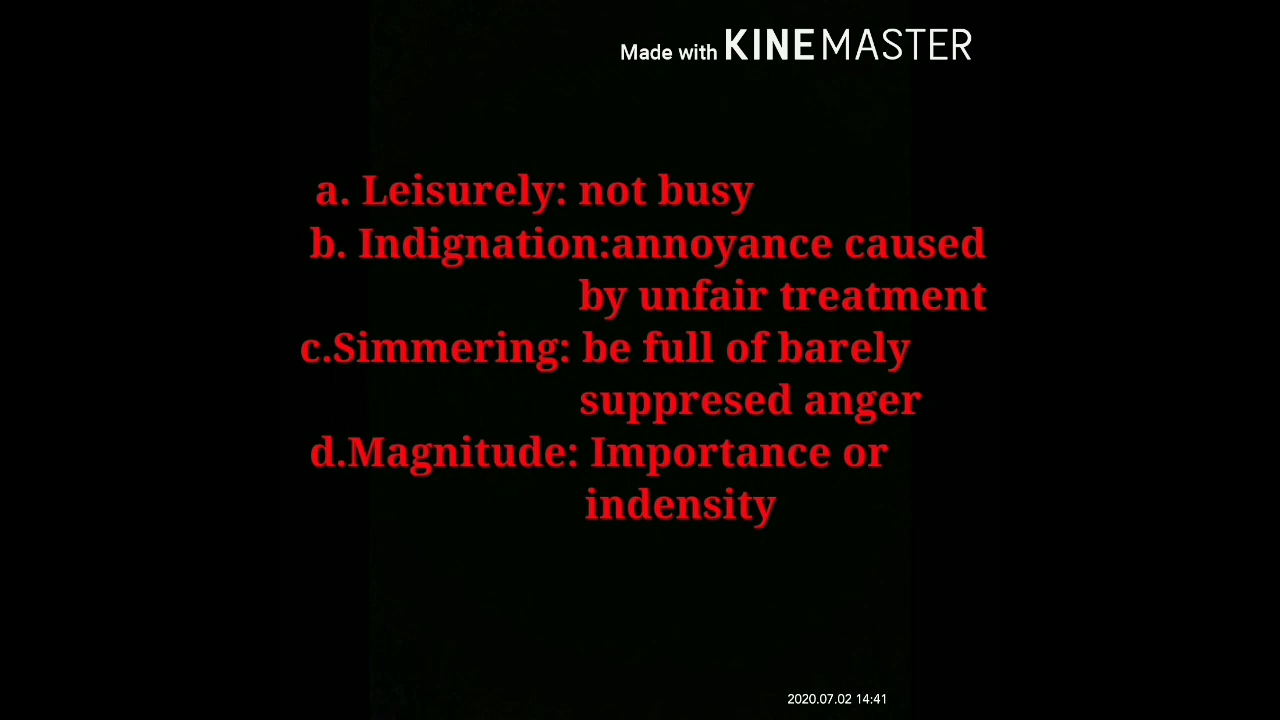 Made with KINEMASTER
a. Leisurely: not busy
b. Indignation:annoyance caused
by unfair treatment
c.Simmering: be full of barely
suppresed anger
d.Magnitude: Importance or
indensity
2020.07.02 14:41